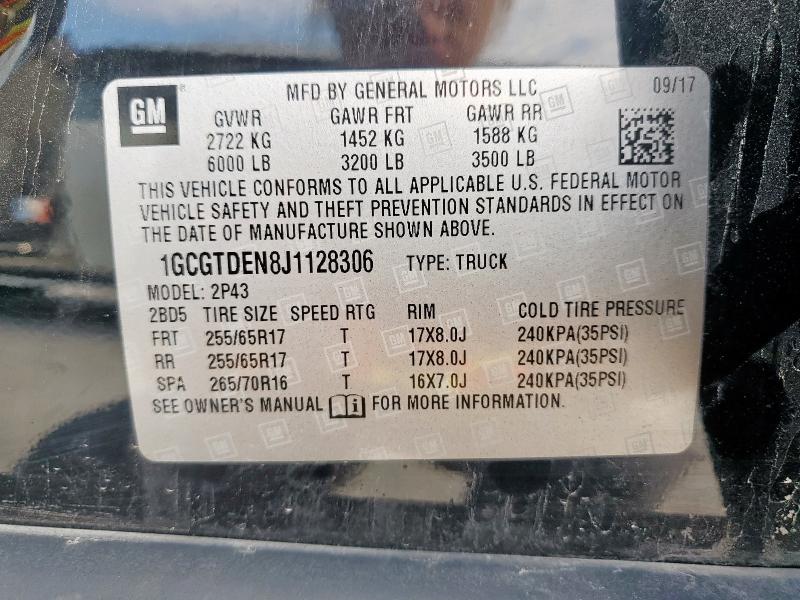 GM MFD BY GENERAL MOTORS LLC 09/17
GVWR GAWR FRT GAWR RR
2722 KG 1452 KG 1588 KG
6000 LB 3200 LB 3500 LB
THIS VEHICLE CONFORMS TO ALL APPLICABLE U.S. FEDERAL MOTOR
VEHICLE SAFETY AND THEFT PREVENTION STANDARDS IN EFFECT ON
THE DATE OF MANUFACTURE SHOWN ABOVE.
1GCGTDEN8J1128306 TYPE: TRUCK
MODEL: 2P43
2BD5 TIRE SIZE SPEED RTG RIM COLD TIRE PRESSURE
FRT 255/65R17 T 17X8.0J 240KPA(35PSI)
RR 255/65R17 T 17X8.0J 240KPA(35PSI)
SPA 265/70R16 T 16X7.0J 240KPA(35PSI)
SEE OWNER'S MANUAL i FOR MORE INFORMATION.